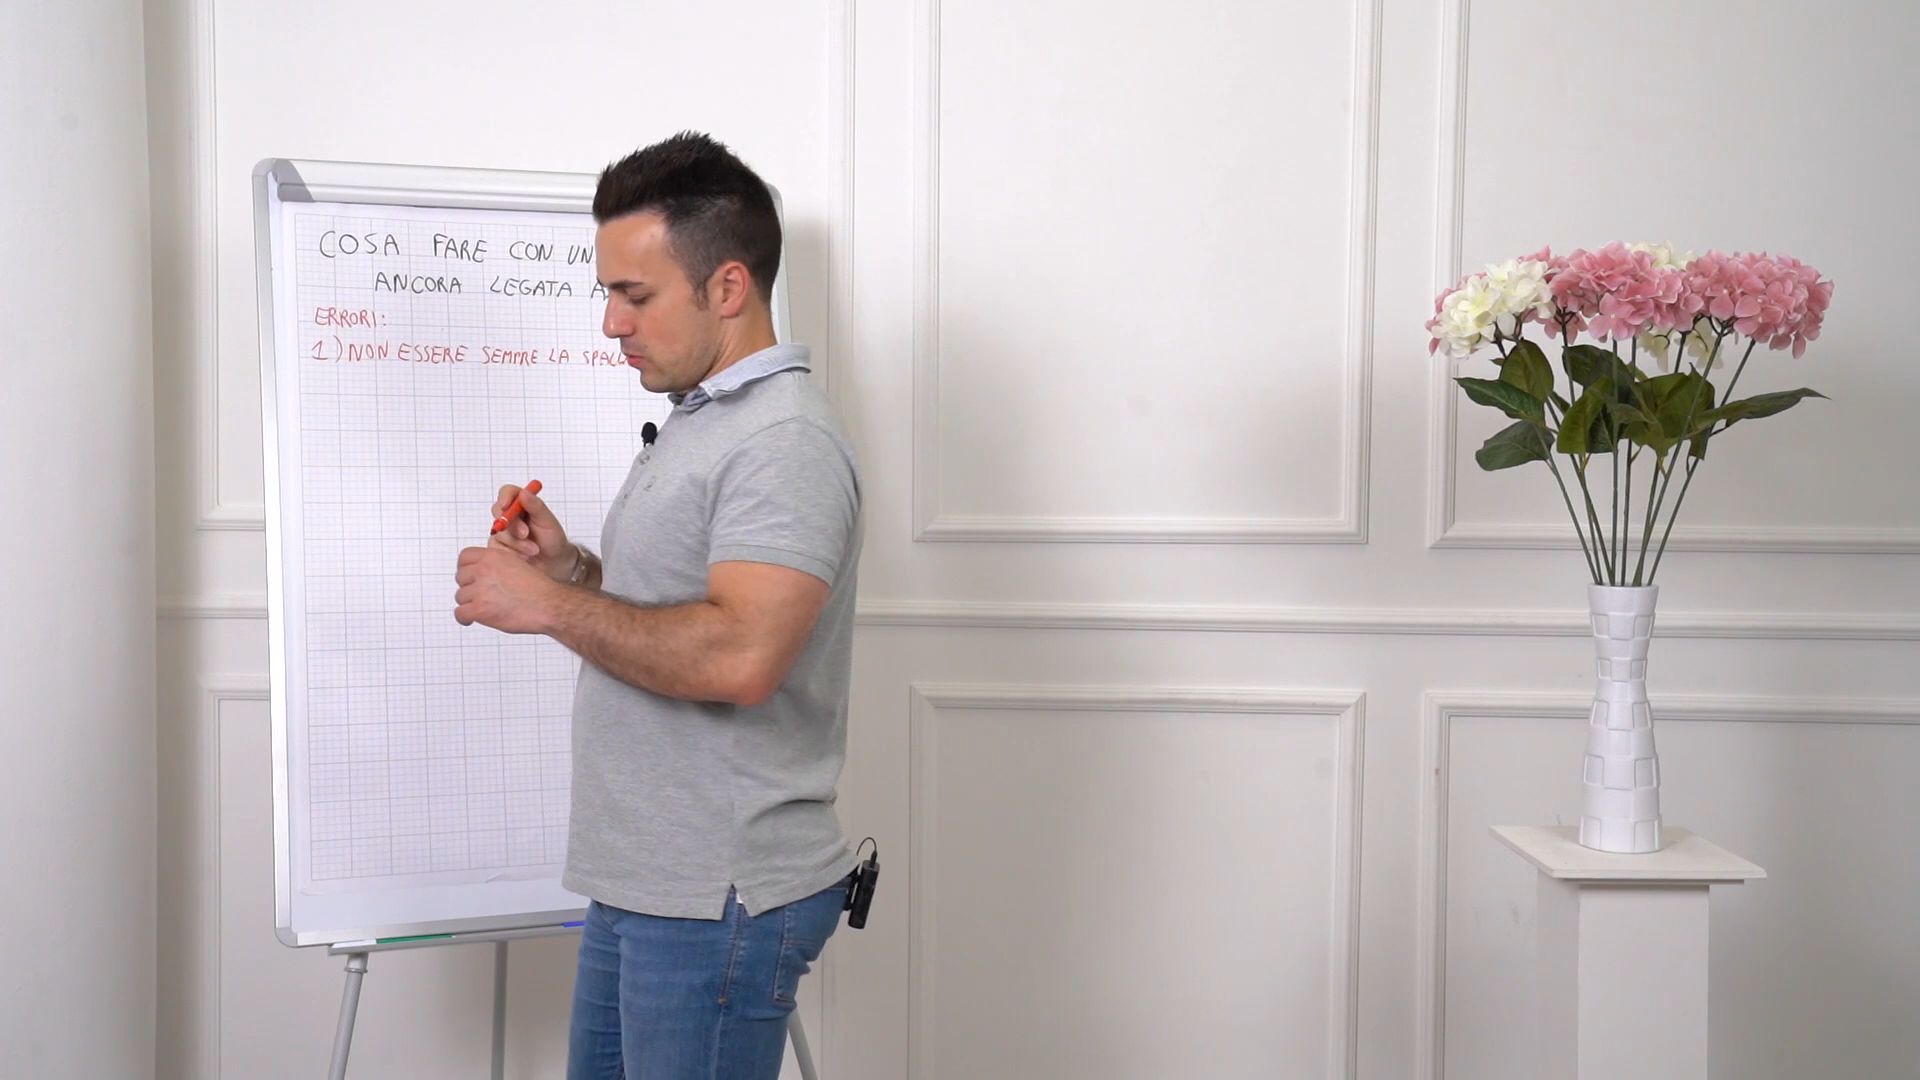 COSA FARE CON UN
ANCORA LEGATA A
ERRORI:
1) NON ESSERE SEMPRE LA